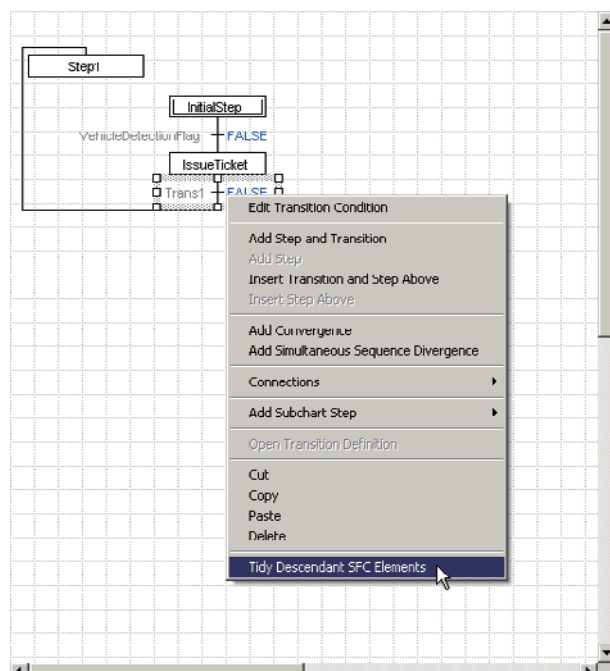 Step1
InitialStep
VehicleDetectionFlag FALSE
IssueTicket
Trans1 FALSE
Edit Transition Condition
Add Step and Transition
Add Step
Insert Transition and Step Above
Insert Step Above
Add Convergence
Add Simultaneous Sequence Divergence
Connections
Add Subchart Step
Open Transition Definition
Cut
Copy
Paste
Delete
Tidy Descendant SFC Elements